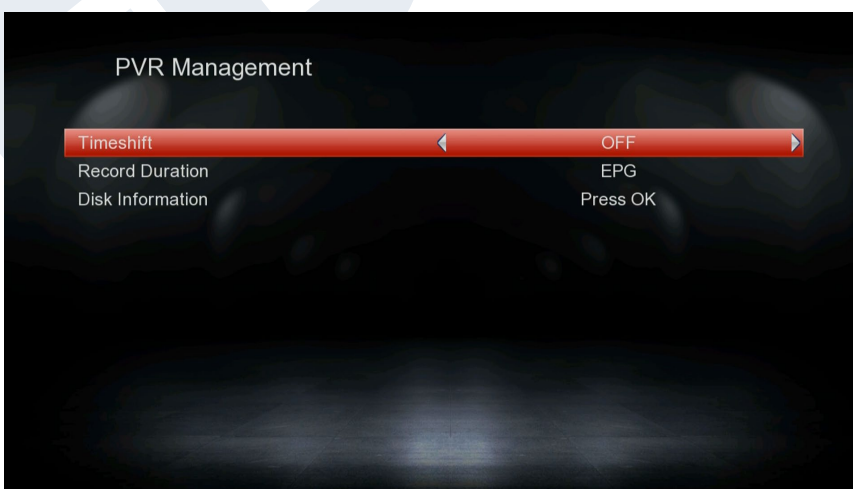 PVR Management
Timeshift OFF
Record Duration EPG
Disk Information Press OK